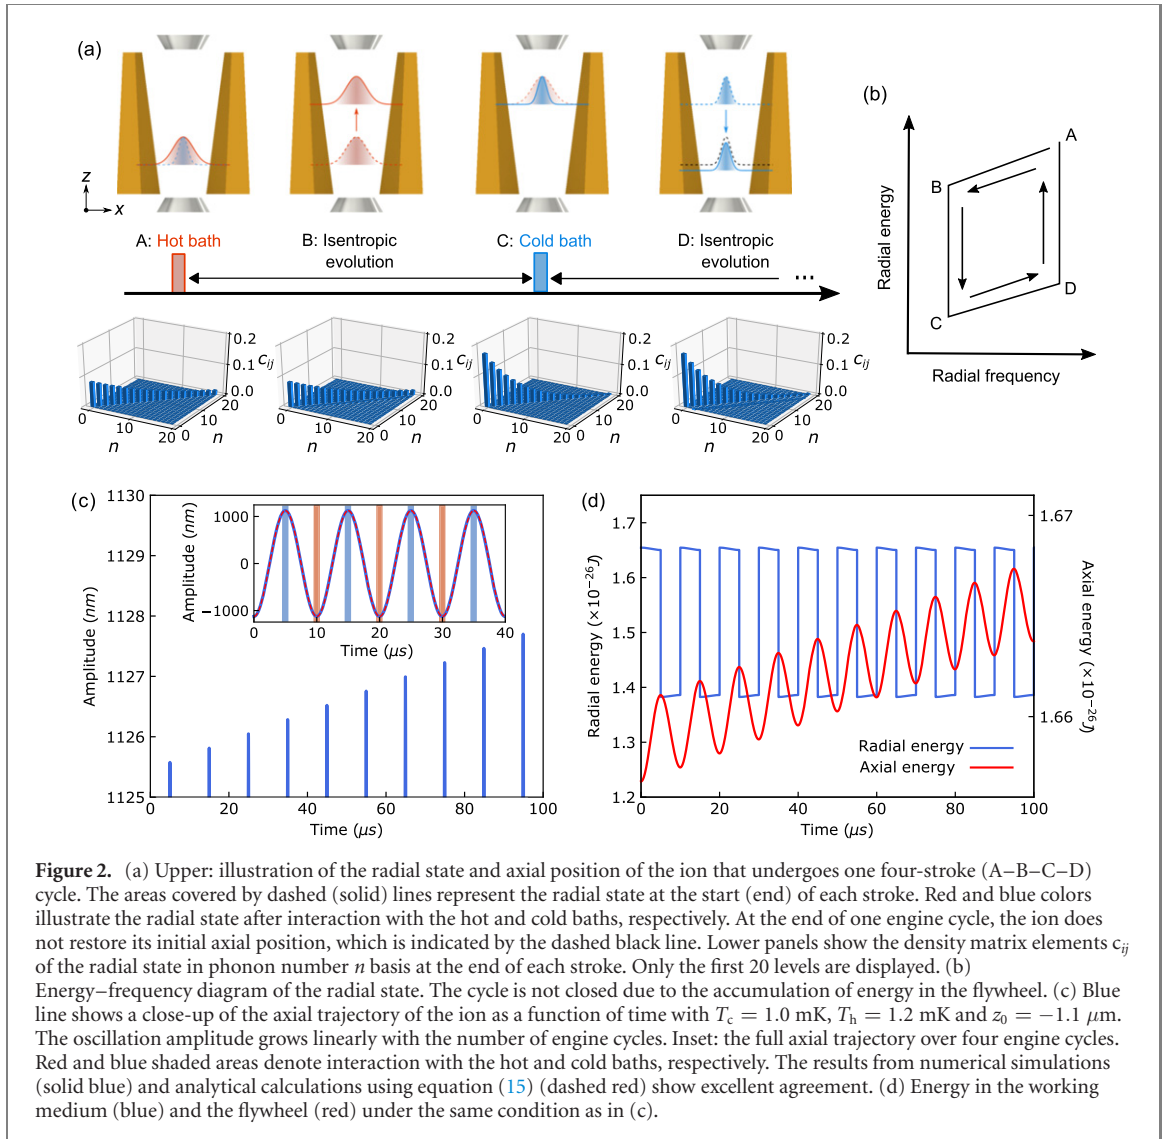 (a)
z
x
A: Hot bath
B: Isentropic
evolution
C: Cold bath
D: Isentropic
evolution
...
0.2
0.1
0.0
c_ij
0
10
20
n
0
10
20
n
0.2
0.1
0.0
c_ij
0
10
20
n
0
10
20
n
0.2
0.1
0.0
c_ij
0
10
20
n
0
10
20
n
0.2
0.1
0.0
c_ij
0
10
20
n
0
10
20
n
(b)
Radial energy
A
B
D
C
Radial frequency
(c)
Amplitude (nm)
1130
1129
1128
1127
1126
1125
0
20
40
60
80
100
Time (μs)
Amplitude (nm)
1000
0
−1000
0
10
20
30
40
Time (μs)
(d)
Radial energy (×10⁻²⁶J)
1.7
1.6
1.5
1.4
1.3
1.2
0
20
40
60
80
100
Time (μs)
1.67
1.66
Axial energy (×10⁻²⁶J)
Radial energy
Axial energy
Figure 2. (a) Upper: illustration of the radial state and axial position of the ion that undergoes one four-stroke (A–B–C–D)
cycle. The areas covered by dashed (solid) lines represent the radial state at the start (end) of each stroke. Red and blue colors
illustrate the radial state after interaction with the hot and cold baths, respectively. At the end of one engine cycle, the ion does
not restore its initial axial position, which is indicated by the dashed black line. Lower panels show the density matrix elements c_ij
of the radial state in phonon number n basis at the end of each stroke. Only the first 20 levels are displayed. (b)
Energy–frequency diagram of the radial state. The cycle is not closed due to the accumulation of energy in the flywheel. (c) Blue
line shows a close-up of the axial trajectory of the ion as a function of time with T_c = 1.0 mK, T_h = 1.2 mK and z_0 = −1.1 μm.
The oscillation amplitude grows linearly with the number of engine cycles. Inset: the full axial trajectory over four engine cycles.
Red and blue shaded areas denote interaction with the hot and cold baths, respectively. The results from numerical simulations
(solid blue) and analytical calculations using equation (15) (dashed red) show excellent agreement. (d) Energy in the working
medium (blue) and the flywheel (red) under the same condition as in (c).